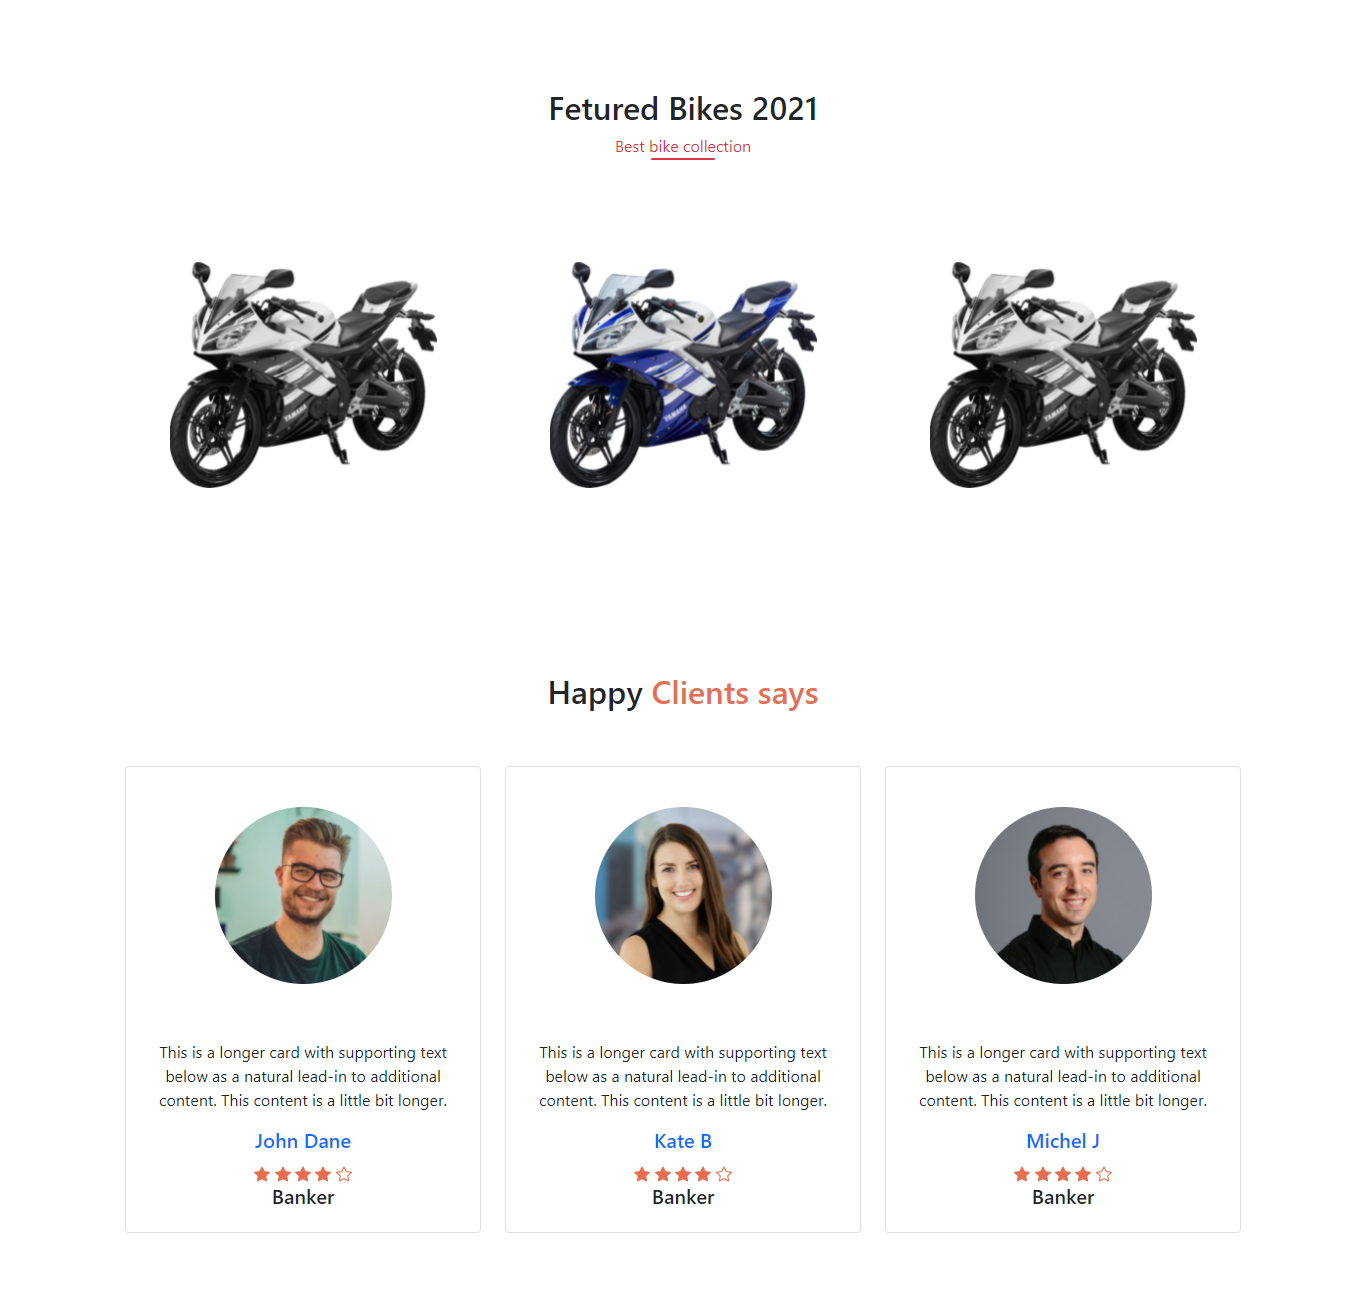 Fetured Bikes 2021
Best bike collection
YAMAHA
YAMAHA
YAMAHA
Happy Clients says
This is a longer card with supporting text
below as a natural lead-in to additional
content. This content is a little bit longer.
John Dane
Banker
This is a longer card with supporting text
below as a natural lead-in to additional
content. This content is a little bit longer.
Kate B
Banker
This is a longer card with supporting text
below as a natural lead-in to additional
content. This content is a little bit longer.
Michel J
Banker